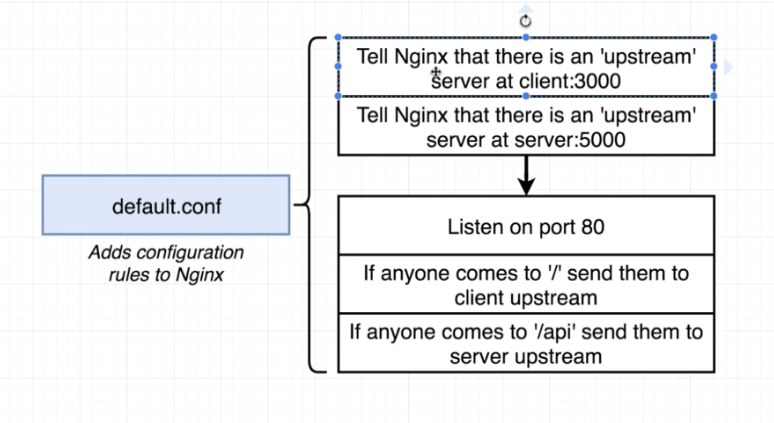 Tell Nginx that there is an 'upstream'
server at client:3000
Tell Nginx that there is an 'upstream'
server at server:5000
default.conf
Adds configuration
rules to Nginx
Listen on port 80
If anyone comes to '/' send them to
client upstream
If anyone comes to '/api' send them to
server upstream